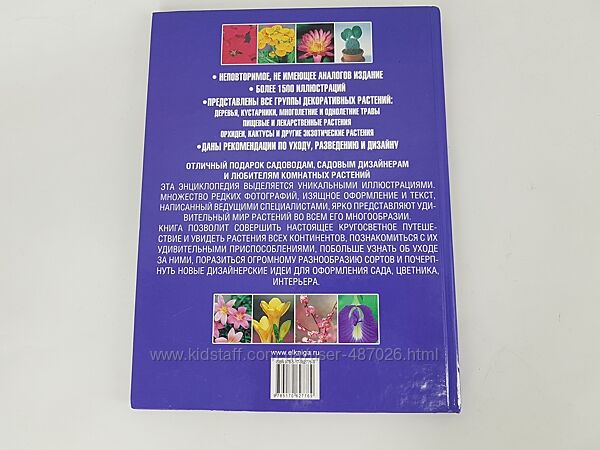 • НЕПОВТОРИМОЕ, НЕ ИМЕЮЩЕЕ АНАЛОГОВ ИЗДАНИЕ
• БОЛЕЕ 1500 ИЛЛЮСТРАЦИЙ
• ПРЕДСТАВЛЕНЫ ВСЕ ГРУППЫ ДЕКОРАТИВНЫХ РАСТЕНИЙ:
ДЕРЕВЬЯ, КУСТАРНИКИ, МНОГОЛЕТНИЕ И ОДНОЛЕТНИЕ ТРАВЫ
ПИЩЕВЫЕ И ЛЕКАРСТВЕННЫЕ РАСТЕНИЯ
ОРХИДЕИ, КАКТУСЫ И ДРУГИЕ ЭКЗОТИЧЕСКИЕ РАСТЕНИЯ
• ДАНЫ РЕКОМЕНДАЦИИ ПО УХОДУ, РАЗВЕДЕНИЮ И ДИЗАЙНУ
ОТЛИЧНЫЙ ПОДАРОК САДОВОДАМ, САДОВЫМ ДИЗАЙНЕРАМ
И ЛЮБИТЕЛЯМ КОМНАТНЫХ РАСТЕНИЙ
ЭТА ЭНЦИКЛОПЕДИЯ ВЫДЕЛЯЕТСЯ УНИКАЛЬНЫМИ ИЛЛЮСТРАЦИЯМИ.
МНОЖЕСТВО РЕДКИХ ФОТОГРАФИЙ, ИЗЯЩНОЕ ОФОРМЛЕНИЕ И ТЕКСТ,
НАПИСАННЫЙ ВЕДУЩИМИ СПЕЦИАЛИСТАМИ, ЯРКО ПРЕДСТАВЛЯЮТ УДИ-
ВИТЕЛЬНЫЙ МИР РАСТЕНИЙ ВО ВСЕМ ЕГО МНОГООБРАЗИИ.
КНИГА ПОЗВОЛИТ СОВЕРШИТЬ НАСТОЯЩЕЕ КРУГОСВЕТНОЕ ПУТЕШЕ-
СТВИЕ И УВИДЕТЬ РАСТЕНИЯ ВСЕХ КОНТИНЕНТОВ, ПОЗНАКОМИТЬСЯ С ИХ
УДИВИТЕЛЬНЫМИ ПРИСПОСОБЛЕНИЯМИ, ПОБОЛЬШЕ УЗНАТЬ ОБ УХОДЕ
ЗА НИМИ, ПОРАЗИТЬСЯ ОГРОМНОМУ РАЗНООБРАЗИЮ СОРТОВ И ПОЧЕРП-
НУТЬ НОВЫЕ ДИЗАЙНЕРСКИЕ ИДЕИ ДЛЯ ОФОРМЛЕНИЯ САДА, ЦВЕТНИКА,
ИНТЕРЬЕРА.
www.elkniga.ru